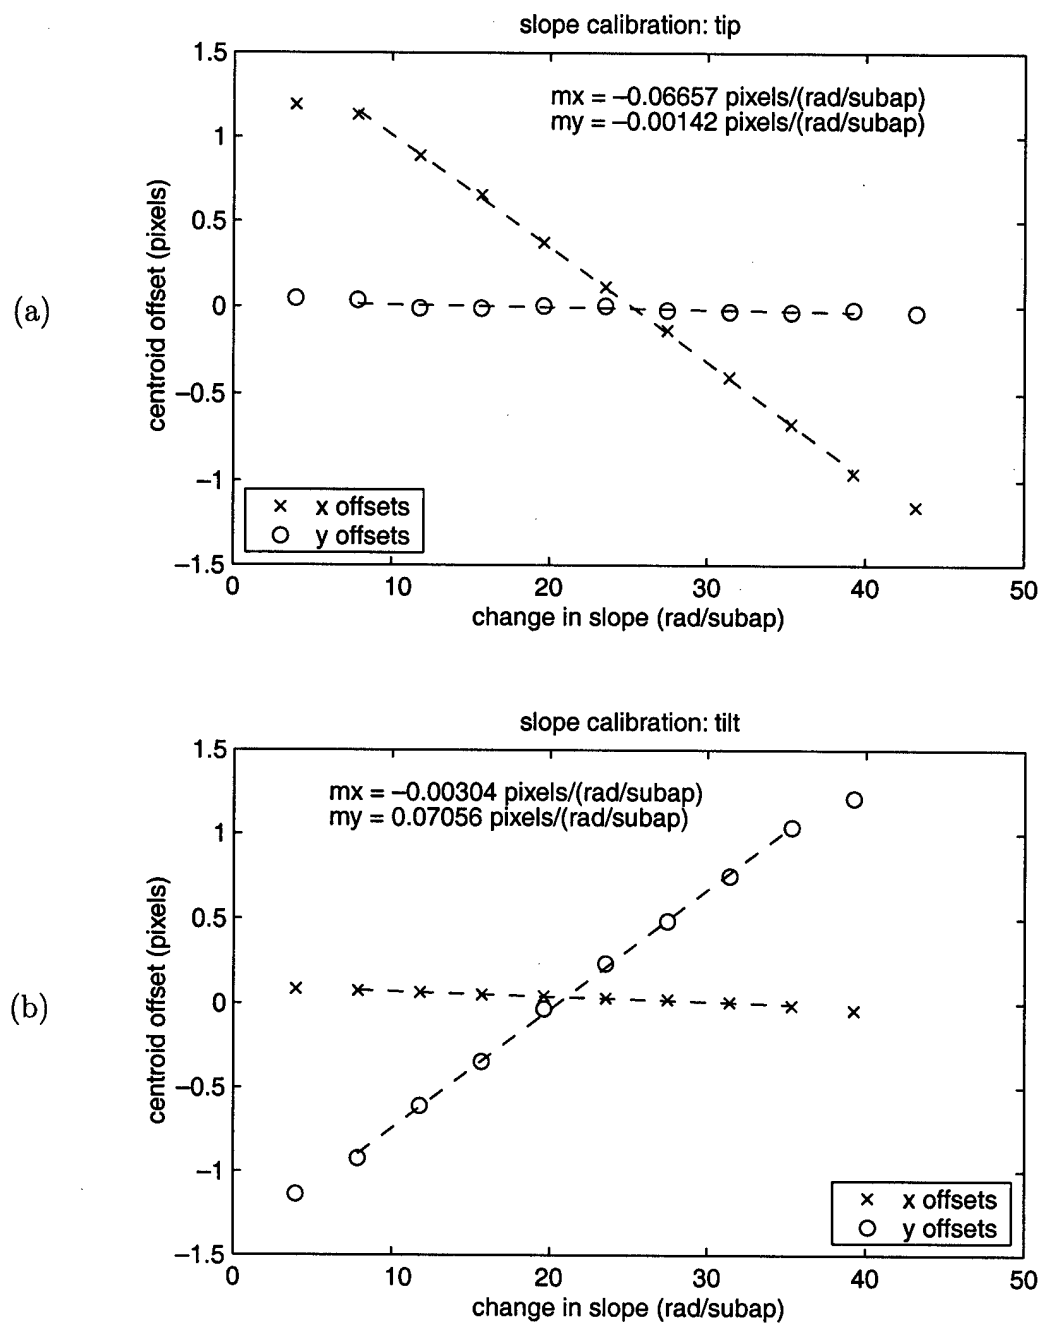 slope calibration: tip
1.5
1
0.5
0
−0.5
−1
−1.5
mx = −0.06657 pixels/(rad/subap)
my = −0.00142 pixels/(rad/subap)
centroid offset (pixels)
(a)
x offsets
y offsets
0 10 20 30 40 50
change in slope (rad/subap)
slope calibration: tilt
1.5
1
0.5
0
−0.5
−1
−1.5
mx = −0.00304 pixels/(rad/subap)
my = 0.07056 pixels/(rad/subap)
centroid offset (pixels)
(b)
x offsets
y offsets
0 10 20 30 40 50
change in slope (rad/subap)